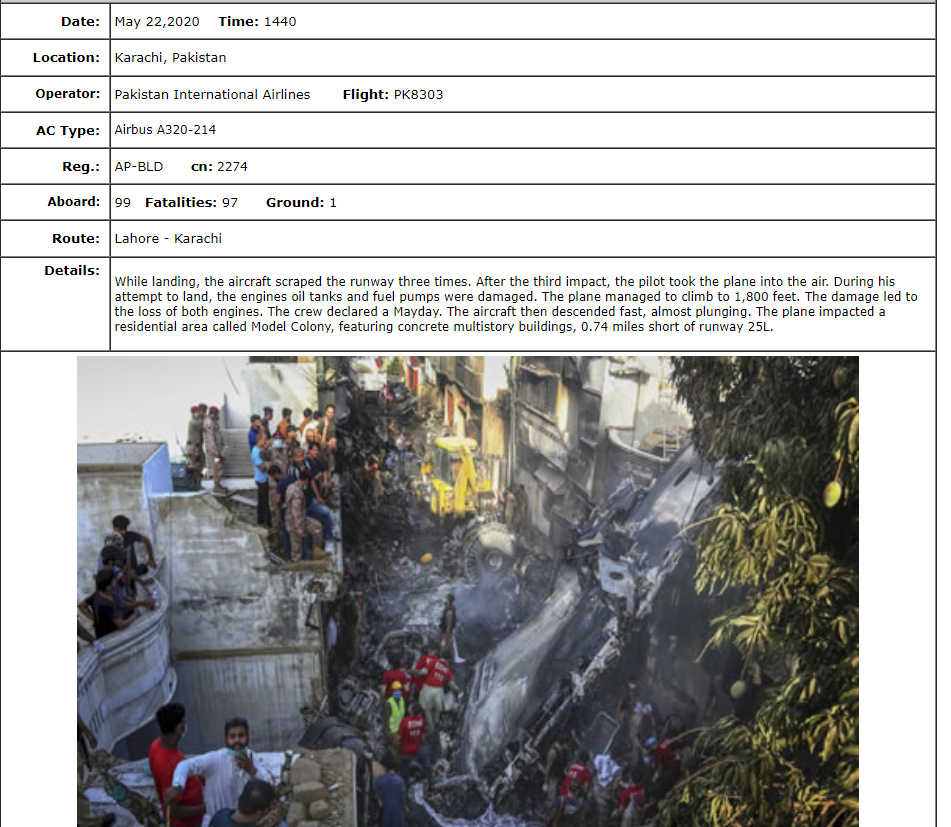 Date: May 22,2020 Time: 1440
Location: Karachi, Pakistan
Operator: Pakistan International Airlines Flight: PK8303
AC Type: Airbus A320-214
Reg.: AP-BLD cn: 2274
Aboard: 99 Fatalities: 97 Ground: 1
Route: Lahore - Karachi
Details: While landing, the aircraft scraped the runway three times. After the third impact, the pilot took the plane into the air. During his
attempt to land, the engines oil tanks and fuel pumps were damaged. The plane managed to climb to 1,800 feet. The damage led to
the loss of both engines. The crew declared a Mayday. The aircraft then descended fast, almost plunging. The plane impacted a
residential area called Model Colony, featuring concrete multistory buildings, 0.74 miles short of runway 25L.